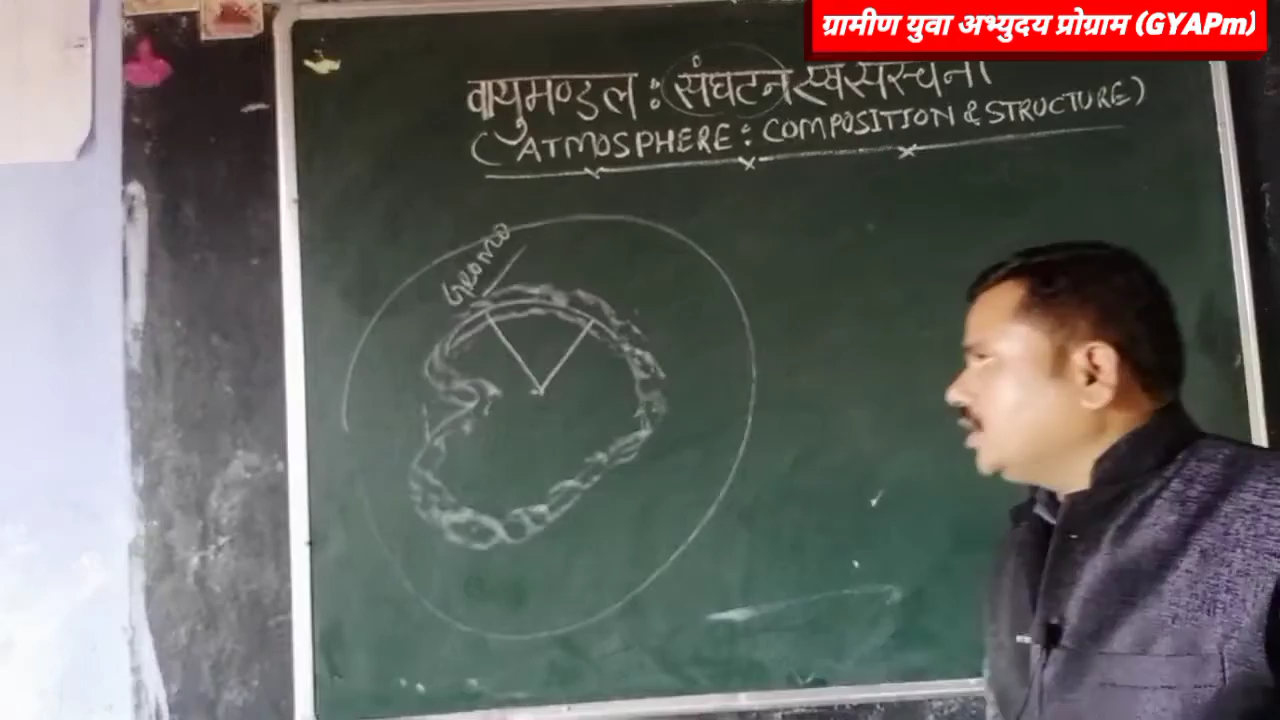 ग्रामीण युवा अभ्युदय प्रोग्राम (GYAPm)
वायुमण्डल : संघटन एवं संरचना
(ATMOSPHERE : COMPOSITION & STRUCTURE)